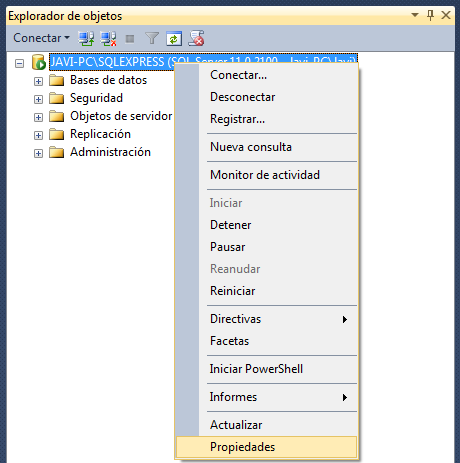 Explorador de objetos
Conectar
JAVI-PC\SQLEXPRESS (SQL Server 11.0.2100 - Javi-PC\Javi)
Bases de datos
Seguridad
Objetos de servidor
Replicación
Administración
Conectar...
Desconectar
Registrar...
Nueva consulta
Monitor de actividad
Iniciar
Detener
Pausar
Reanudar
Reiniciar
Directivas
Facetas
Iniciar PowerShell
Informes
Actualizar
Propiedades